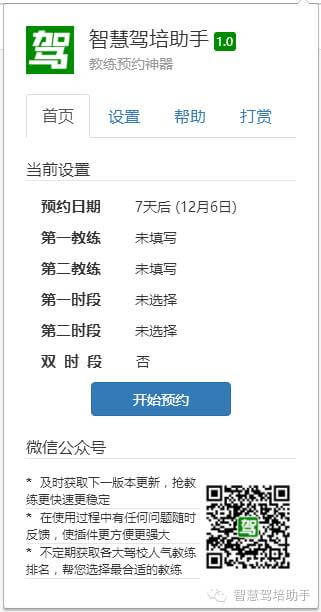 驾
智慧驾培助手 1.0
教练预约神器
首页 设置 帮助 打赏
当前设置
预约日期 7天后 (12月6日)
第一教练 未填写
第二教练 未填写
第一时段 未选择
第二时段 未选择
双 时 段 否
开始预约
微信公众号
* 及时获取下一版本更新，抢教
练更快速更稳定
* 在使用过程中有任何问题随时
反馈，使插件更方便更强大
* 不定期获取各大驾校人气教练
排名，帮您选择最合适的教练
驾
智慧驾培助手